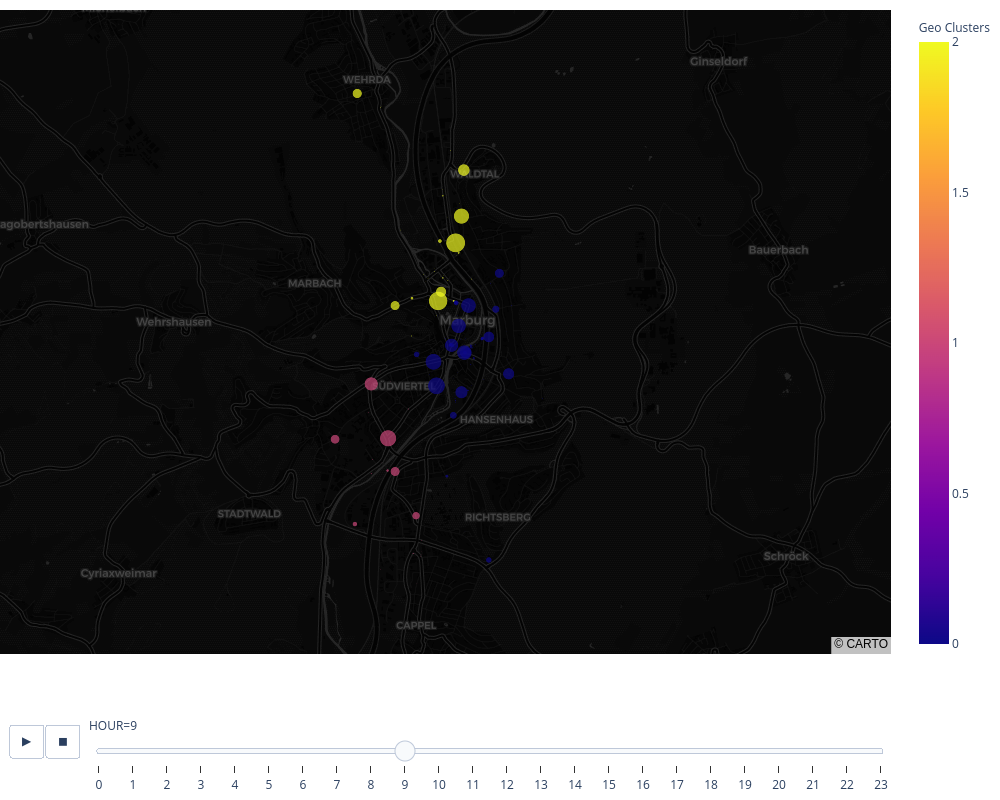 Geo Clusters
2
WEHRDA
Ginseldorf
WALDTAL
1.5
agobertshausen
Bauerbach
MARBACH
Wehrshausen
Marburg
1
SÜDVIERTEL
HANSENHAUS
0.5
STADTWALD
RICHTSBERG
Schröck
Cyriaxweimar
CAPPEL
© CARTO
0
HOUR=9
0 1 2 3 4 5 6 7 8 9 10 11 12 13 14 15 16 17 18 19 20 21 22 23